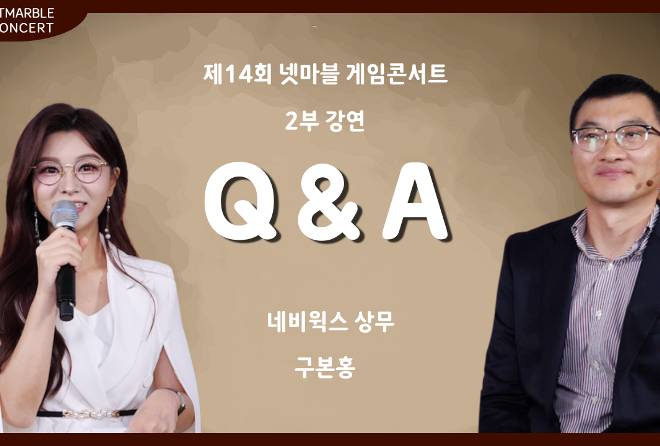 TMARBLE
ONCERT
제14회 넷마블 게임콘서트
2부 강연
Q & A
네비웍스 상무
구본홍